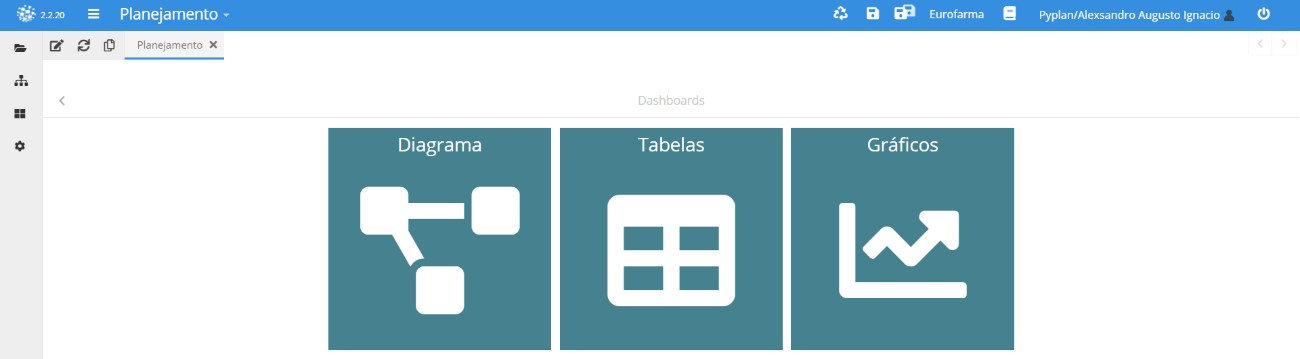 2.2.20 Planejamento Eurofarma Pyplan/Alexsandro Augusto Ignacio
Planejamento
Dashboards
Diagrama Tabelas Gráficos